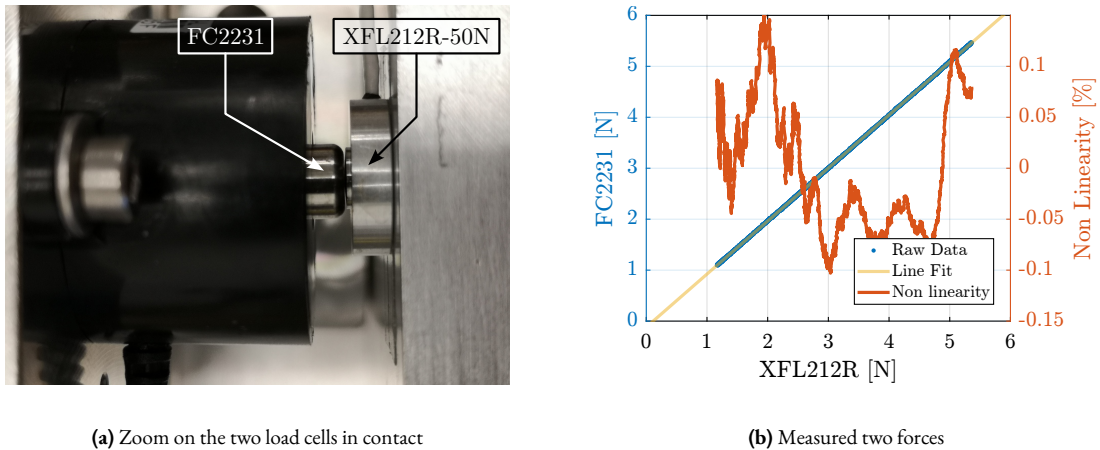 FC2231
XFL212R-50N
(a) Zoom on the two load cells in contact
6
5
4
3
2
1
0
FC2231 [N]
0
1
2
3
4
5
6
XFL212R [N]
0.1
0.05
0
-0.05
-0.1
-0.15
Non Linearity [%]
Raw Data
Line Fit
Non linearity
(b) Measured two forces